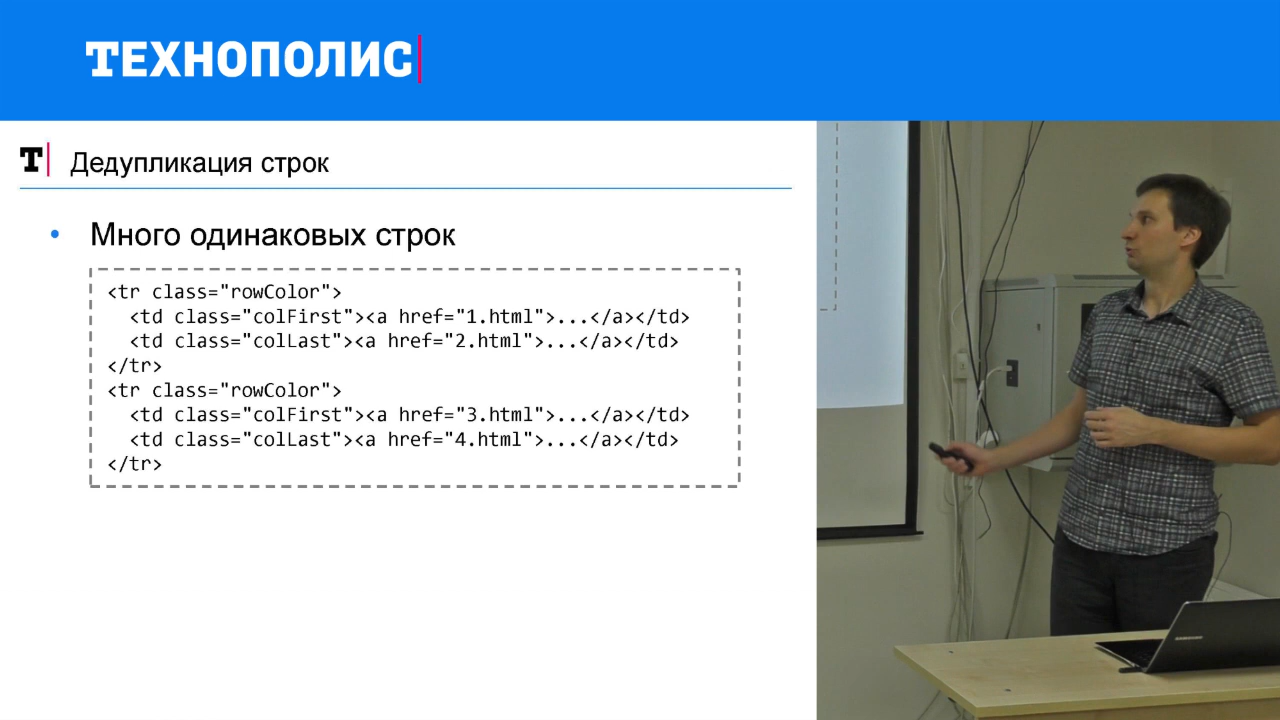 ТЕХНОПОЛИС
Т Дедупликация строк
• Много одинаковых строк
<tr class="rowColor">
  <td class="colFirst"><a href="1.html">...</a></td>
  <td class="colLast"><a href="2.html">...</a></td>
</tr>
<tr class="rowColor">
  <td class="colFirst"><a href="3.html">...</a></td>
  <td class="colLast"><a href="4.html">...</a></td>
</tr>
SAMSUNG